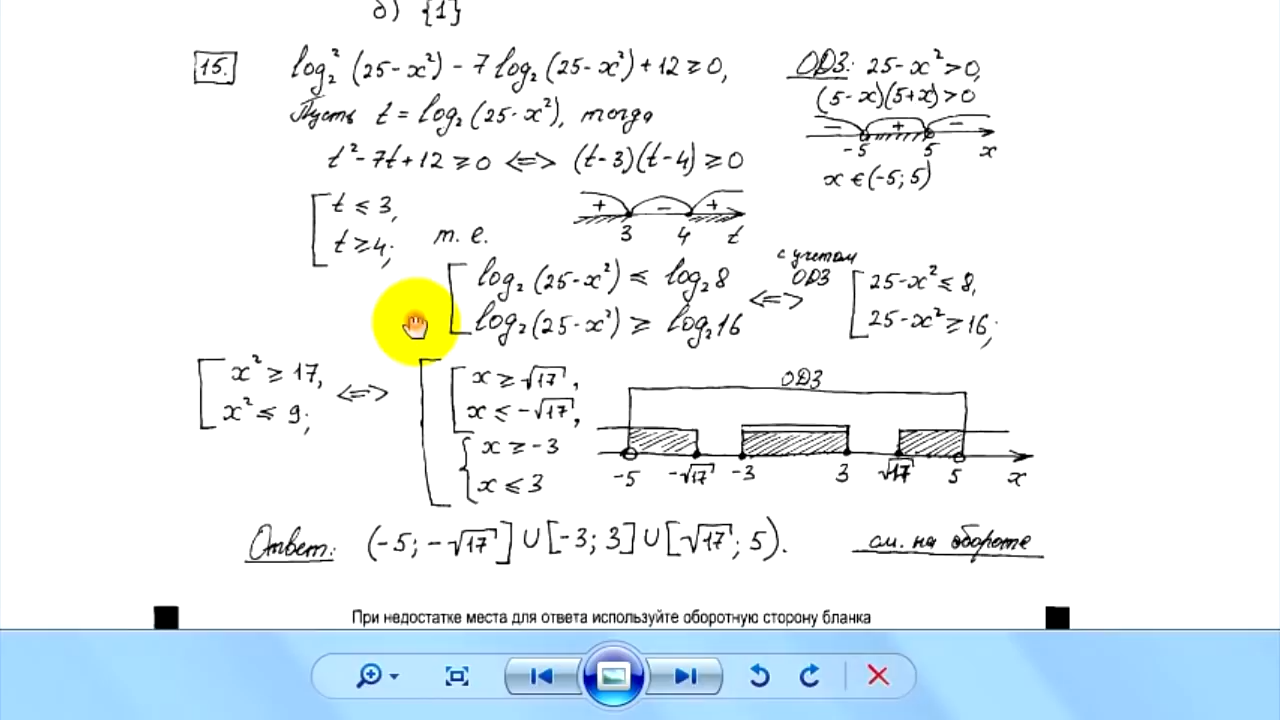 б) {1}
15. log₂² (25-x²) - 7 log₂ (25-x²) + 12 ≥ 0,
ОДЗ: 25-x² > 0,
(5-x)(5+x) > 0
- + -
-5 5 x
x ∈ (-5; 5)
Пусть t = log₂ (25-x²), тогда
t² - 7t + 12 ≥ 0 <=> (t-3)(t-4) ≥ 0
[ t ≤ 3,
t ≥ 4;
+ - +
3 4 t
т. е.
[ log₂ (25-x²) ≤ log₂ 8
log₂ (25-x²) ≥ log₂ 16
с учетом
ОДЗ
<=>
[ 25-x² ≤ 8,
25-x² ≥ 16;
[ x² ≥ 17,
x² ≤ 9;
<=>
[ [ x ≥ √17,
x ≤ -√17,
{ x ≥ -3
x ≤ 3
ОДЗ
-5 -√17 -3 3 √17 5 x
Ответ: (-5; -√17] ∪ [-3; 3] ∪ [√17; 5). см. на обороте
При недостатке места для ответа используйте оборотную сторону бланка